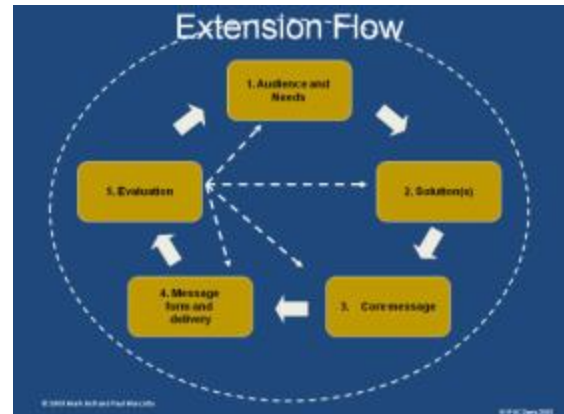 Extension Flow
1. Audience and
Needs
5. Evaluation
2. Solution(s)
4. Message
form and
delivery
3. Core message